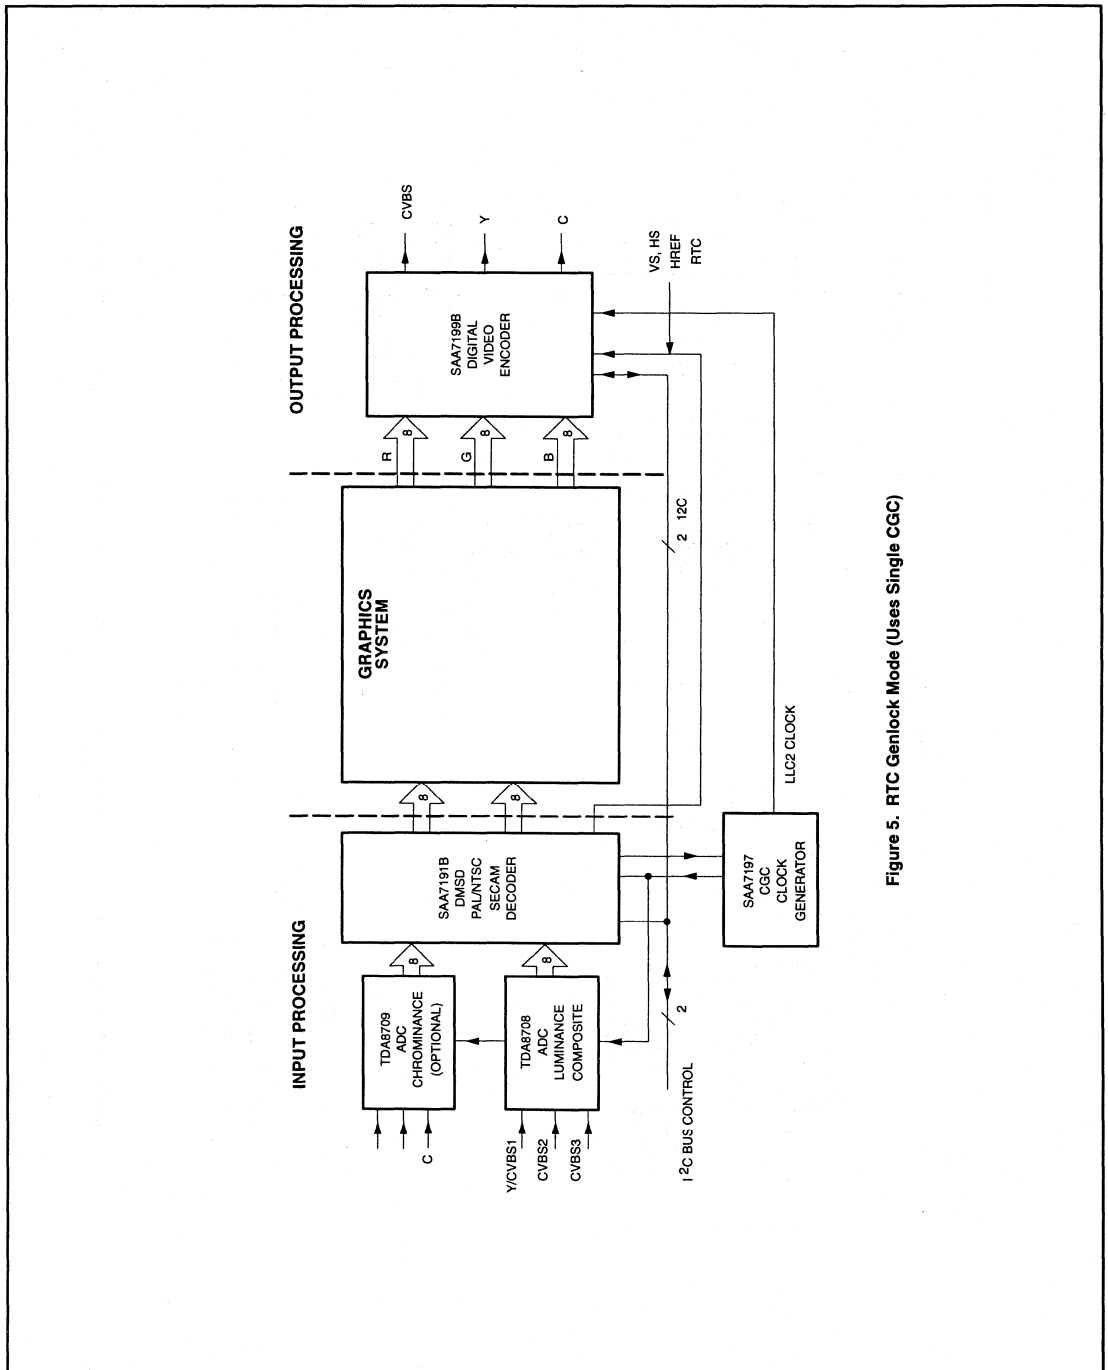 INPUT PROCESSING
OUTPUT PROCESSING
TDA8709
ADC
CHROMINANCE
(OPTIONAL)
C
TDA8708
ADC
LUMINANCE
COMPOSITE
Y/CVBS1
CVBS2
CVBS3
8
8
SAA7191B
DMSD
PAL/NTSC
SECAM
DECODER
8
8
GRAPHICS
SYSTEM
R
G
B
8
8
8
SAA7199B
DIGITAL
VIDEO
ENCODER
CVBS
Y
C
VS, HS
HREF
RTC
2 12C
2
I2C BUS CONTROL
SAA7197
CGC
CLOCK
GENERATOR
LLC2 CLOCK
Figure 5. RTC Genlock Mode (Uses Single CGC)